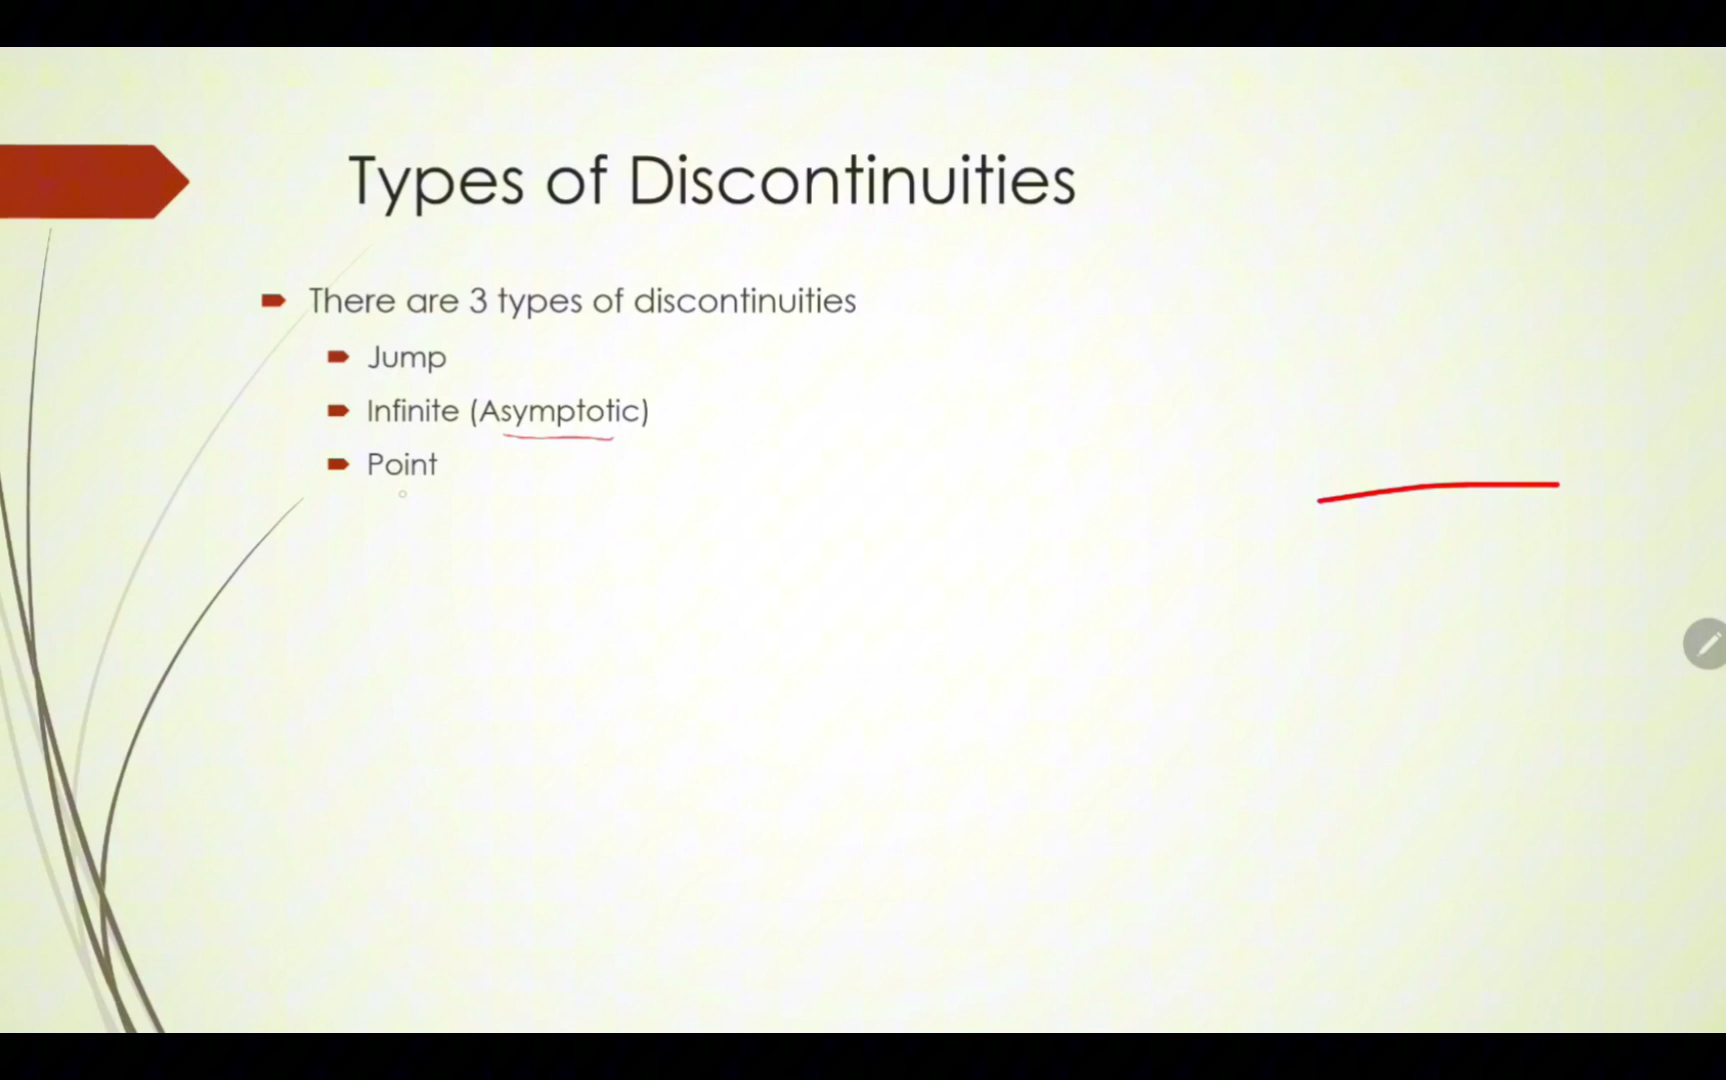 Types of Discontinuities
There are 3 types of discontinuities
Jump
Infinite (Asymptotic)
Point